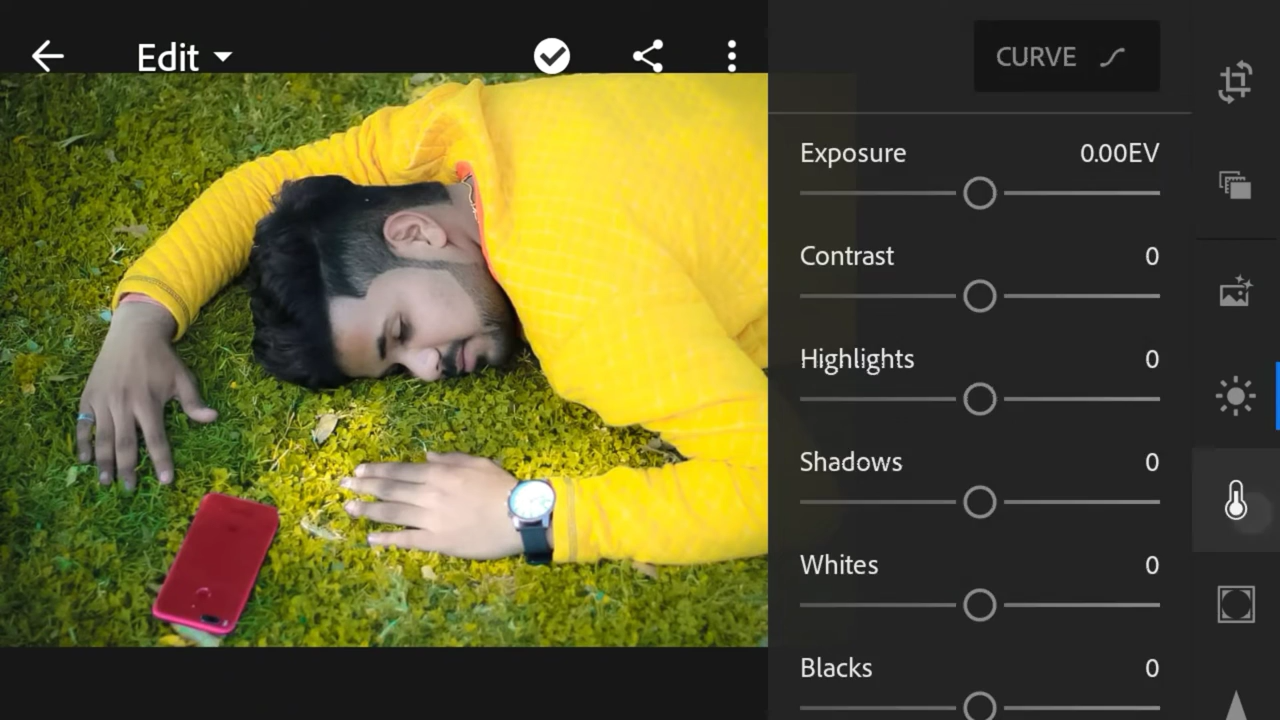 Edit
CURVE
Exposure 0.00EV
Contrast 0
Highlights 0
Shadows 0
Whites 0
Blacks 0